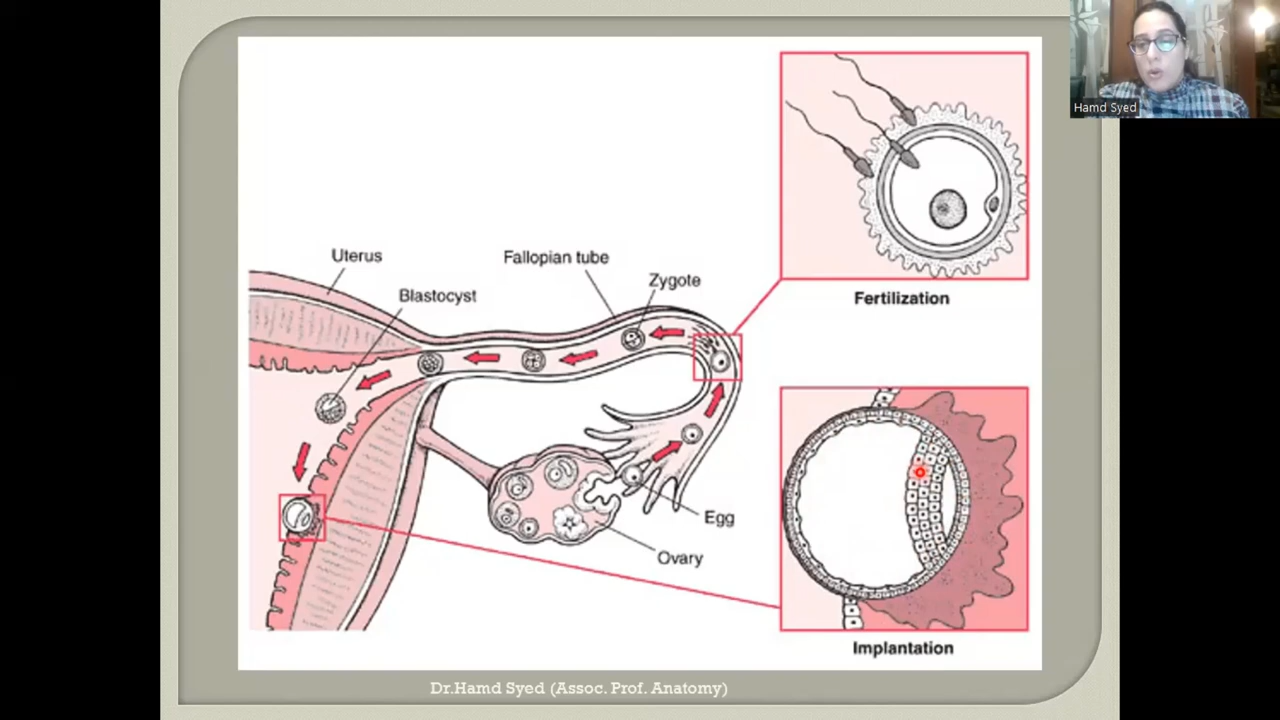 Hamd Syed
Uterus
Fallopian tube
Zygote
Blastocyst
Fertilization
Egg
Ovary
Implantation
Dr.Hamd Syed (Assoc. Prof. Anatomy)